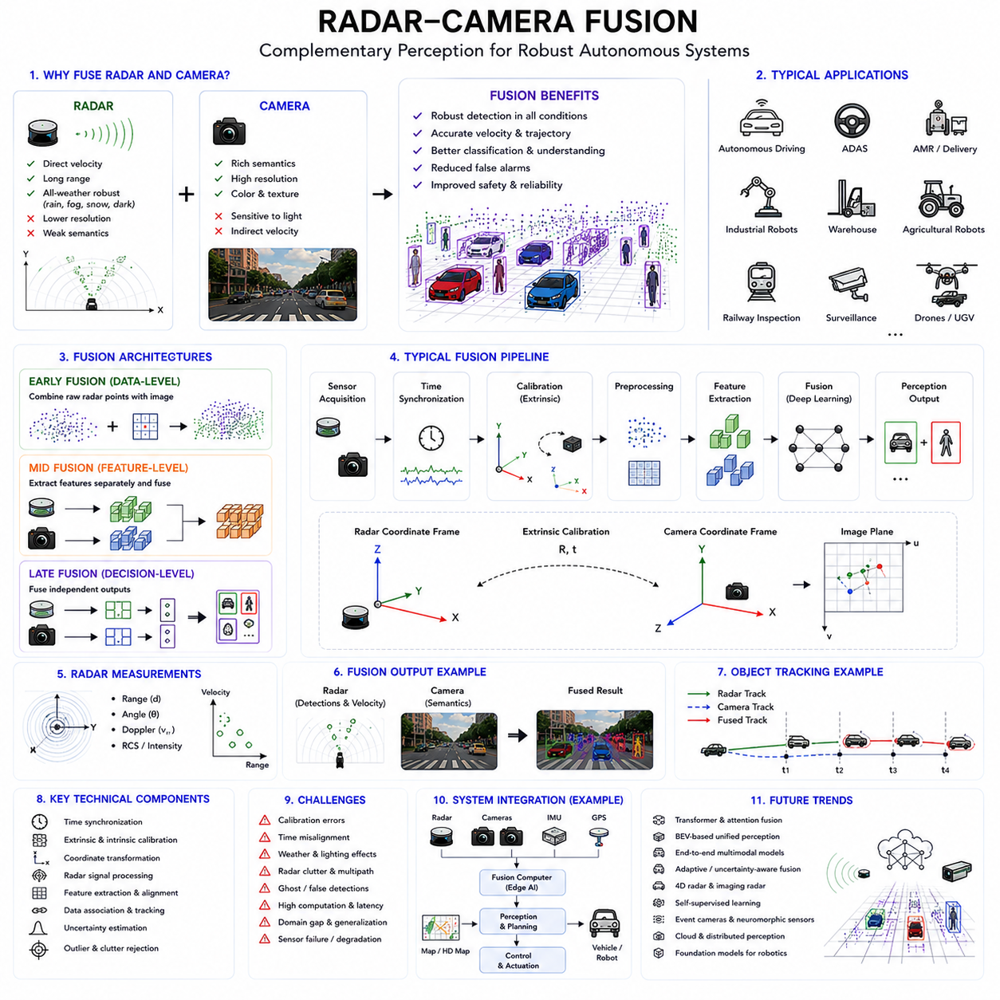 RADAR–CAMERA FUSION
Complementary Perception for Robust Autonomous Systems
1. WHY FUSE RADAR AND CAMERA?
RADAR
Direct velocity
Long range
All-weather robust
(rain, fog, snow, dark)
Lower resolution
Weak semantics
Y
X
+
CAMERA
Rich semantics
High resolution
Color & texture
Sensitive to light
Indirect velocity
FUSION BENEFITS
Robust detection in all conditions
Accurate velocity & trajectory
Better classification & understanding
Reduced false alarms
Improved safety & reliability
2. TYPICAL APPLICATIONS
Autonomous Driving
ADAS
AMR / Delivery
Industrial Robots
Warehouse
Agricultural Robots
Railway Inspection
Surveillance
Drones / UGV
...
3. FUSION ARCHITECTURES
EARLY FUSION (DATA-LEVEL)
Combine raw radar points with image
+
MID FUSION (FEATURE-LEVEL)
Extract features separately and fuse
LATE FUSION (DECISION-LEVEL)
Fuse independent outputs
...
4. TYPICAL FUSION PIPELINE
Sensor
Acquisition
Time
Synchronization
Calibration
(Extrinsic)
Y
Y
X
Z
X
X
Preprocessing
Feature
Extraction
Fusion
(Deep Learning)
Perception
Output
+
...
Radar Coordinate Frame
Z
Y
X
Extrinsic Calibration
R, t
Camera Coordinate Frame
Y
X
Z
Image Plane
u
v
5. RADAR MEASUREMENTS
Y
X
• Range (d)
• Angle (θ)
• Doppler (vᵣᵣ)
• RCS / Intensity
Velocity
Range
6. FUSION OUTPUT EXAMPLE
Radar
(Detections & Velocity)
Camera
(Semantics)
Fused Result
7. OBJECT TRACKING EXAMPLE
Radar Track
Camera Track
Fused Track
t1
t2
t3
t4
8. KEY TECHNICAL COMPONENTS
Time synchronization
Extrinsic & intrinsic calibration
Coordinate transformation
Radar signal processing
Feature extraction & alignment
Data association & tracking
Uncertainty estimation
Outlier & clutter rejection
9. CHALLENGES
Calibration errors
Time misalignment
Weather & lighting effects
Radar clutter & multipath
Ghost / false detections
High computation & latency
Domain gap & generalization
Sensor failure / degradation
10. SYSTEM INTEGRATION (EXAMPLE)
Radar
Cameras
IMU
GPS
Fusion Computer
(Edge AI)
Perception
& Planning
Map / HD Map
Vehicle /
Robot
Control
& Actuation
11. FUTURE TRENDS
Transformer & attention fusion
BEV-based unified perception
End-to-end multimodal models
Adaptive / uncertainty-aware fusion
4D radar & imaging radar
Self-supervised learning
Event cameras & neuromorphic sensors
Cloud & distributed perception
Foundation models for robotics